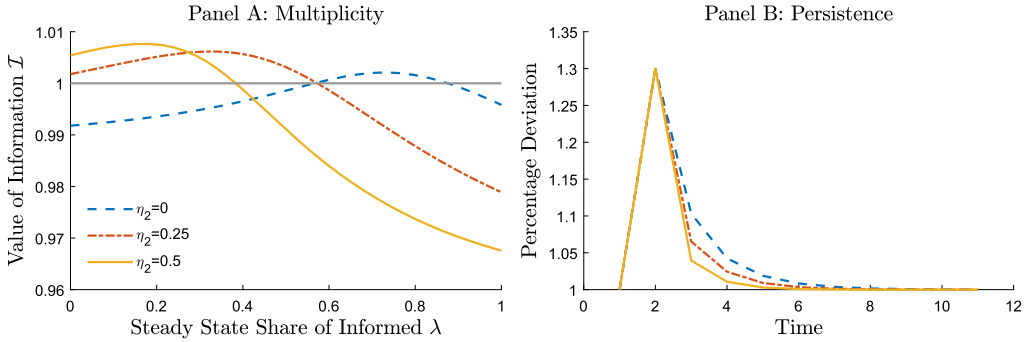 Panel A: Multiplicity
Value of Information ℐ
1.01
1
0.99
0.98
0.97
0.96
η₂=0
η₂=0.25
η₂=0.5
0 0.2 0.4 0.6 0.8 1
Steady State Share of Informed λ
Panel B: Persistence
Percentage Deviation
1.35
1.3
1.25
1.2
1.15
1.1
1.05
1
0 2 4 6 8 10 12
Time